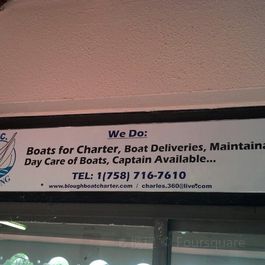 C.
We Do:
Boats for Charter, Boat Deliveries, Maintaina
Day Care of Boats, Captain Available...
TEL: 1(758) 716-7610
www.bloughboatcharter.com / charles.360@live.com
Foursquare